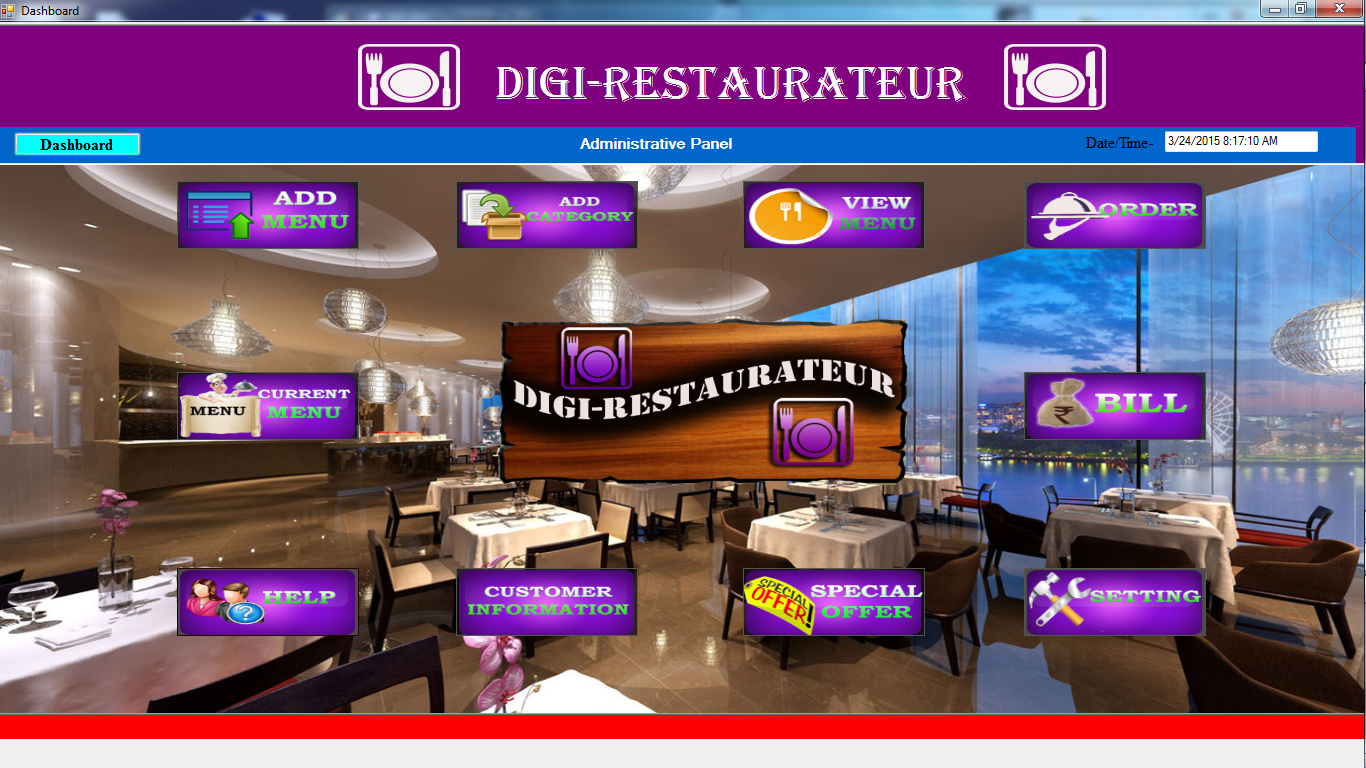 Dashboard
DIGI-RESTAURATEUR
Dashboard
Administrative Panel
Date/Time-
3/24/2015 8:17:10 AM
ADD
MENU
ADD
CATEGORY
VIEW
MENU
ORDER
DIGI-RESTAURATEUR
MENU
CURRENT
MENU
₹
BILL
HELP
?
CUSTOMER
INFORMATION
SPECIAL
OFFER!
SPECIAL
OFFER
SETTING